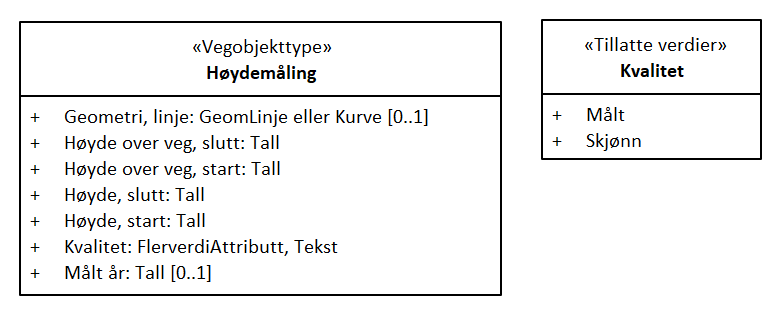 «Vegobjekttype»
Høydemåling
+ Geometri, linje: GeomLinje eller Kurve [0..1]
+ Høyde over veg, slutt: Tall
+ Høyde over veg, start: Tall
+ Høyde, slutt: Tall
+ Høyde, start: Tall
+ Kvalitet: FlerverdiAttributt, Tekst
+ Målt år: Tall [0..1]
«Tillatte verdier»
Kvalitet
+ Målt
+ Skjønn